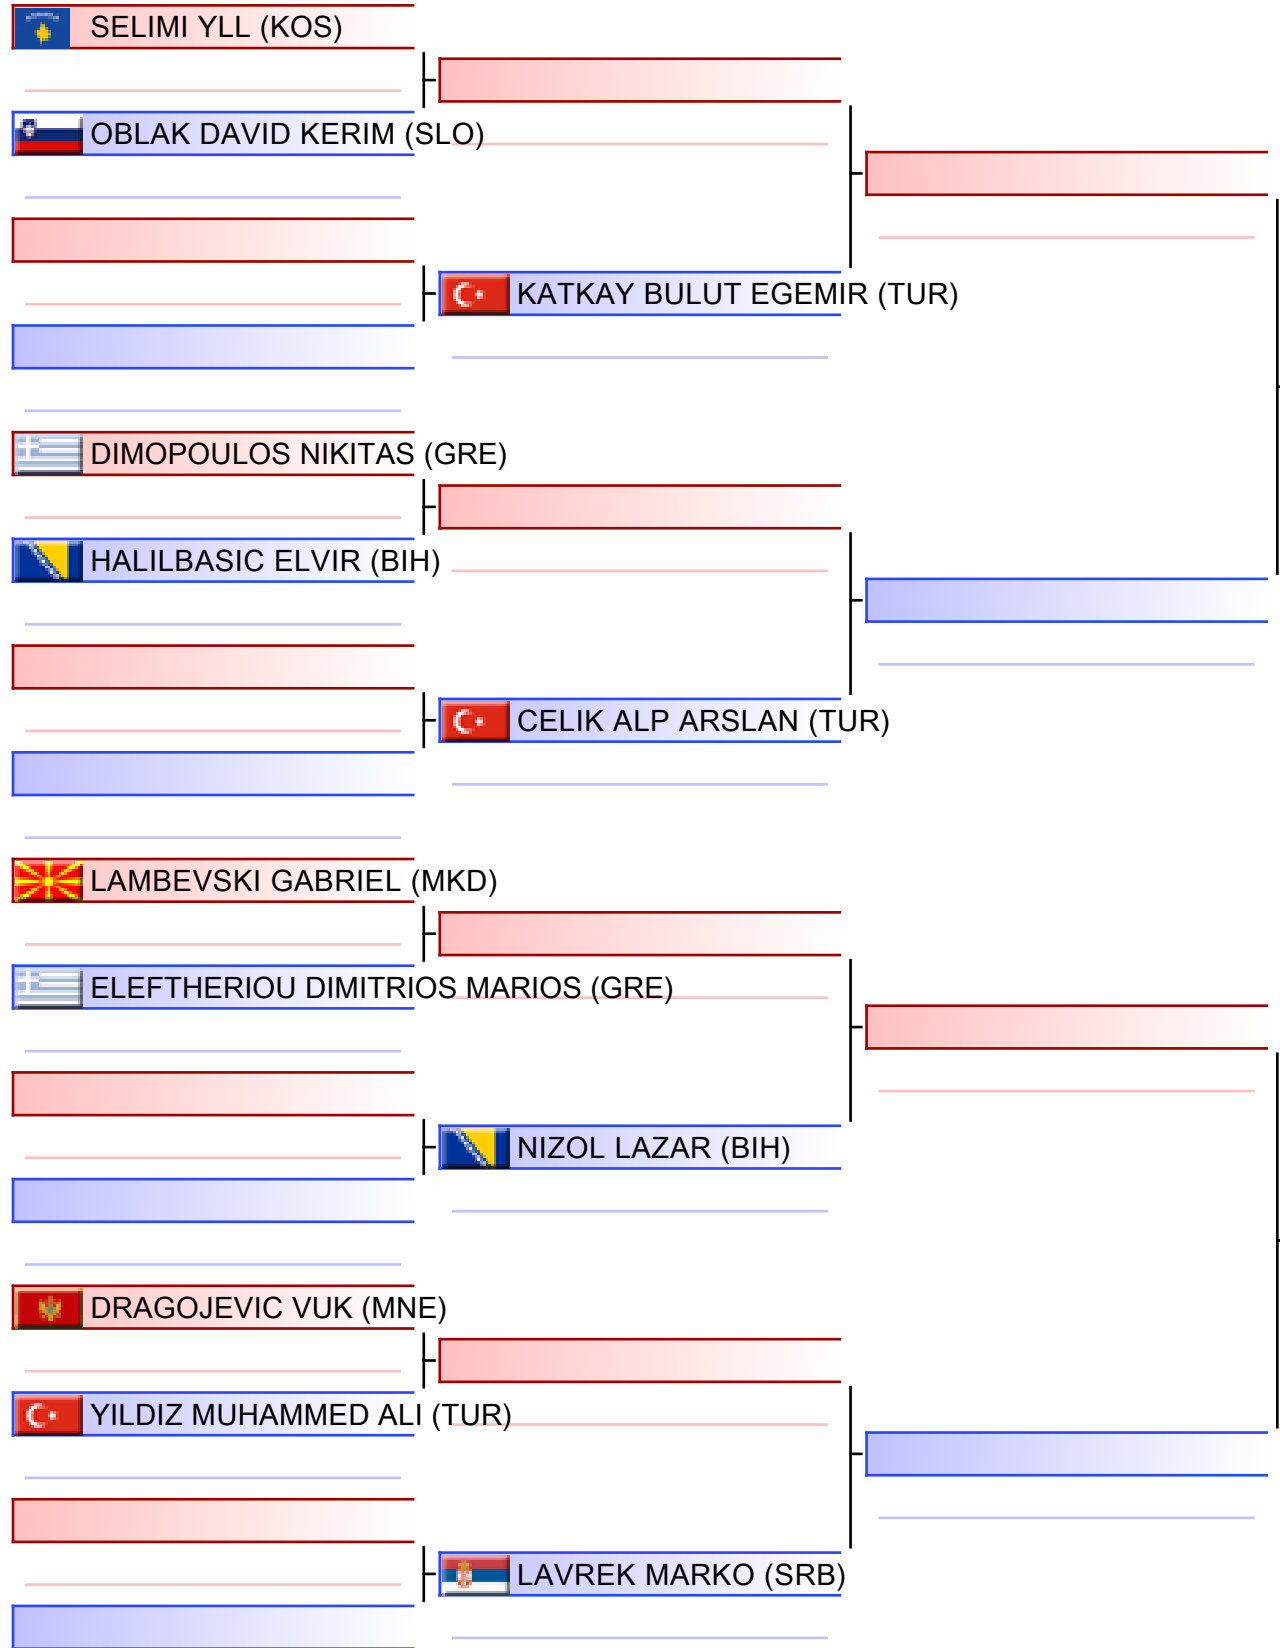 SELIMI YLL (KOS)
OBLAK DAVID KERIM (SLO)
KATKAY BULUT EGEMIR (TUR)
DIMOPOULOS NIKITAS (GRE)
HALILBASIC ELVIR (BIH)
CELIK ALP ARSLAN (TUR)
LAMBEVSKI GABRIEL (MKD)
ELEFTHERIOU DIMITRIOS MARIOS (GRE)
NIZOL LAZAR (BIH)
DRAGOJEVIC VUK (MNE)
YILDIZ MUHAMMED ALI (TUR)
LAVREK MARKO (SRB)